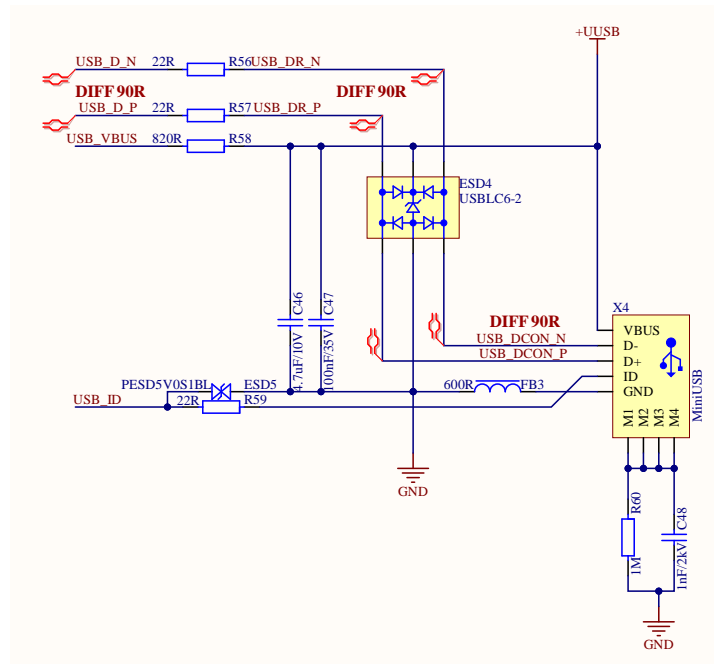 +UUSB
USB_D_N 22R R56 USB_DR_N
DIFF 90R DIFF 90R
USB_D_P 22R R57 USB_DR_P
USB_VBUS 820R R58
ESD4
USBLC6-2
C46
4.7uF/10V
C47
100nF/35V
DIFF 90R
USB_DCON_N
USB_DCON_P
X4
VBUS
D-
D+
ID
GND
M1 M2 M3 M4
MiniUSB
PESD5V0S1BL ESD5
USB_ID 22R R59
600R FB3
GND
R60
1M
C48
1nF/2kV
GND